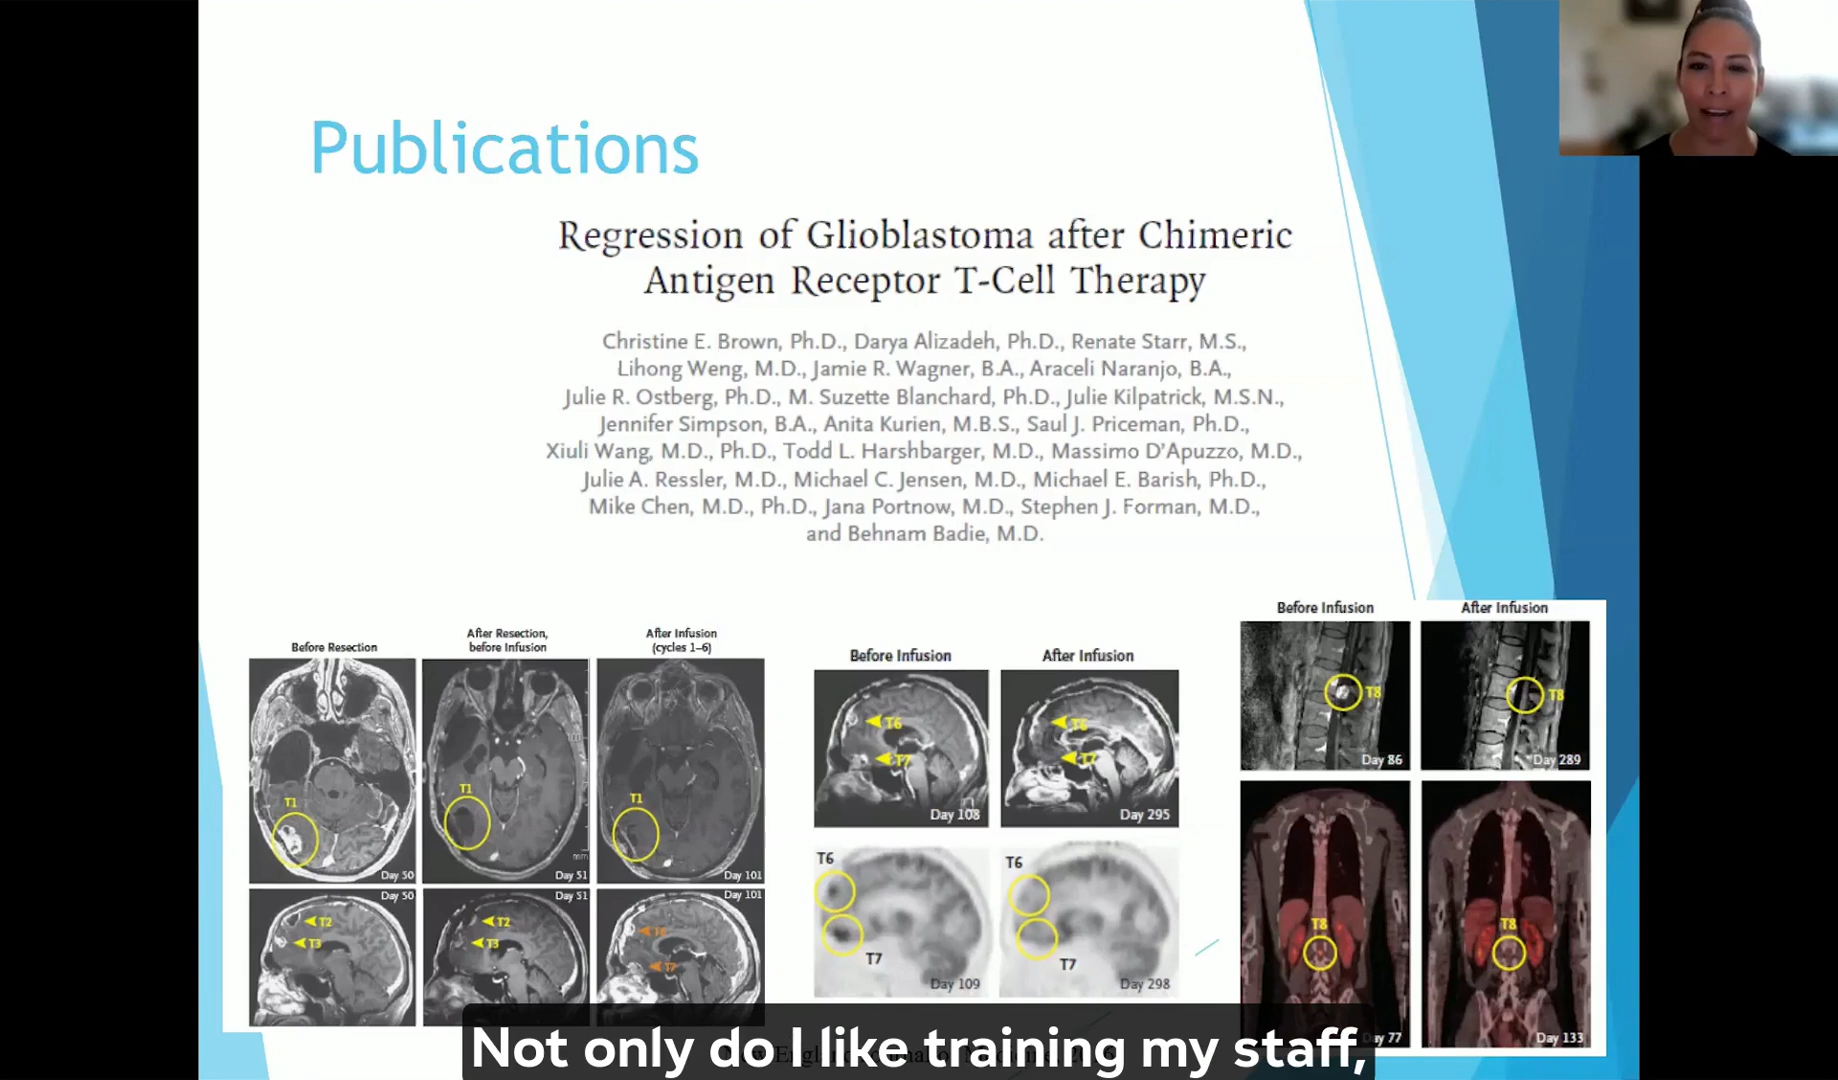 Publications
Regression of Glioblastoma after Chimeric
Antigen Receptor T-Cell Therapy
Christine E. Brown, Ph.D., Darya Alizadeh, Ph.D., Renate Starr, M.S.,
Lihong Weng, M.D., Jamie R. Wagner, B.A., Araceli Naranjo, B.A.,
Julie R. Ostberg, Ph.D., M. Suzette Blanchard, Ph.D., Julie Kilpatrick, M.S.N.,
Jennifer Simpson, B.A., Anita Kurien, M.B.S., Saul J. Priceman, Ph.D.,
Xiuli Wang, M.D., Ph.D., Todd L. Harshbarger, M.D., Massimo D'Apuzzo, M.D.,
Julie A. Ressler, M.D., Michael C. Jensen, M.D., Michael E. Barish, Ph.D.,
Mike Chen, M.D., Ph.D., Jana Portnow, M.D., Stephen J. Forman, M.D.,
and Behnam Badie, M.D.
Before Resection
After Resection,
before Infusion
After Infusion
(cycles 1–6)
T1
Day 50
T1
Day 51
T1
Day 101
Day 50
T2
T3
Day 51
T2
T3
Day 101
T6
T7
Before Infusion
After Infusion
T6
T7
Day 108
T6
T7
Day 295
T6
T7
Day 109
T6
T7
Day 298
Before Infusion
After Infusion
T8
Day 86
T8
Day 289
T8
Day 77
T8
Day 133
Not only do I like training my staff,